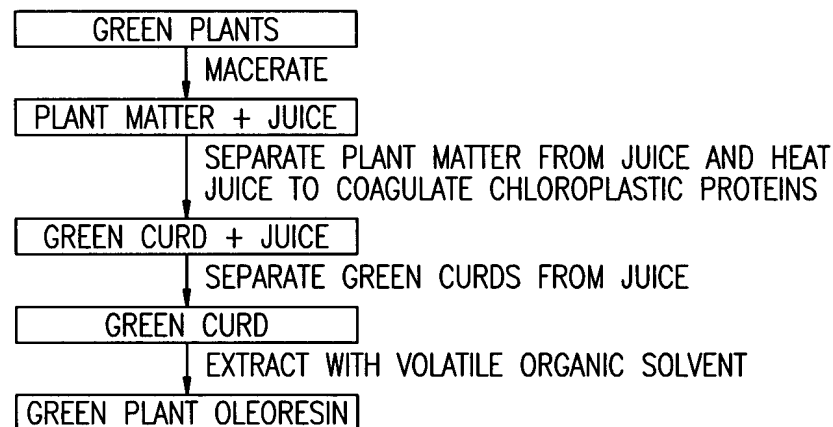 GREEN PLANTS
MACERATE
PLANT MATTER + JUICE
SEPARATE PLANT MATTER FROM JUICE AND HEAT
JUICE TO COAGULATE CHLOROPLASTIC PROTEINS
GREEN CURD + JUICE
SEPARATE GREEN CURDS FROM JUICE
GREEN CURD
EXTRACT WITH VOLATILE ORGANIC SOLVENT
GREEN PLANT OLEORESIN